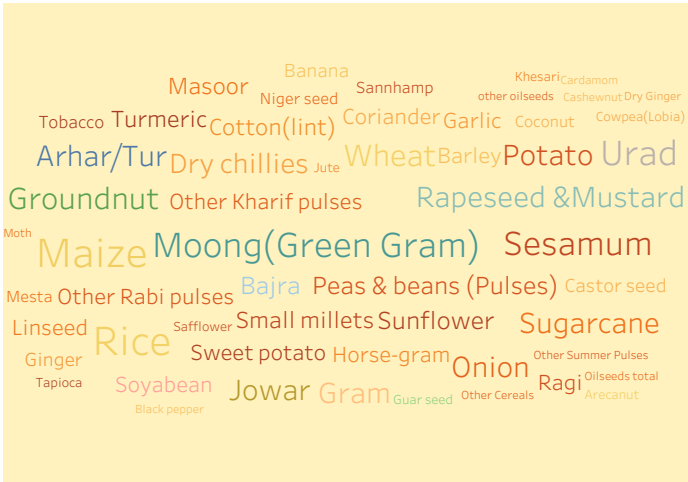 Banana
Khesari Cardamom
Masoor Sannhamp
Niger seed other oilseeds Cashewnut Dry Ginger
Tobacco Turmeric Cotton(lint) Coriander Garlic Coconut Cowpea(Lobia)
Arhar/Tur Dry chillies Jute Wheat Barley Potato Urad
Groundnut Other Kharif pulses Rapeseed &Mustard
Moth Maize Moong(Green Gram) Sesamum
Mesta Other Rabi pulses Bajra Peas & beans (Pulses) Castor seed
Linseed Rice Safflower Small millets Sunflower Sugarcane
Ginger Sweet potato Horse-gram Onion Other Summer Pulses
Tapioca Soyabean Jowar Gram Guar seed Other Cereals Ragi Oilseeds total
Arecanut
Black pepper